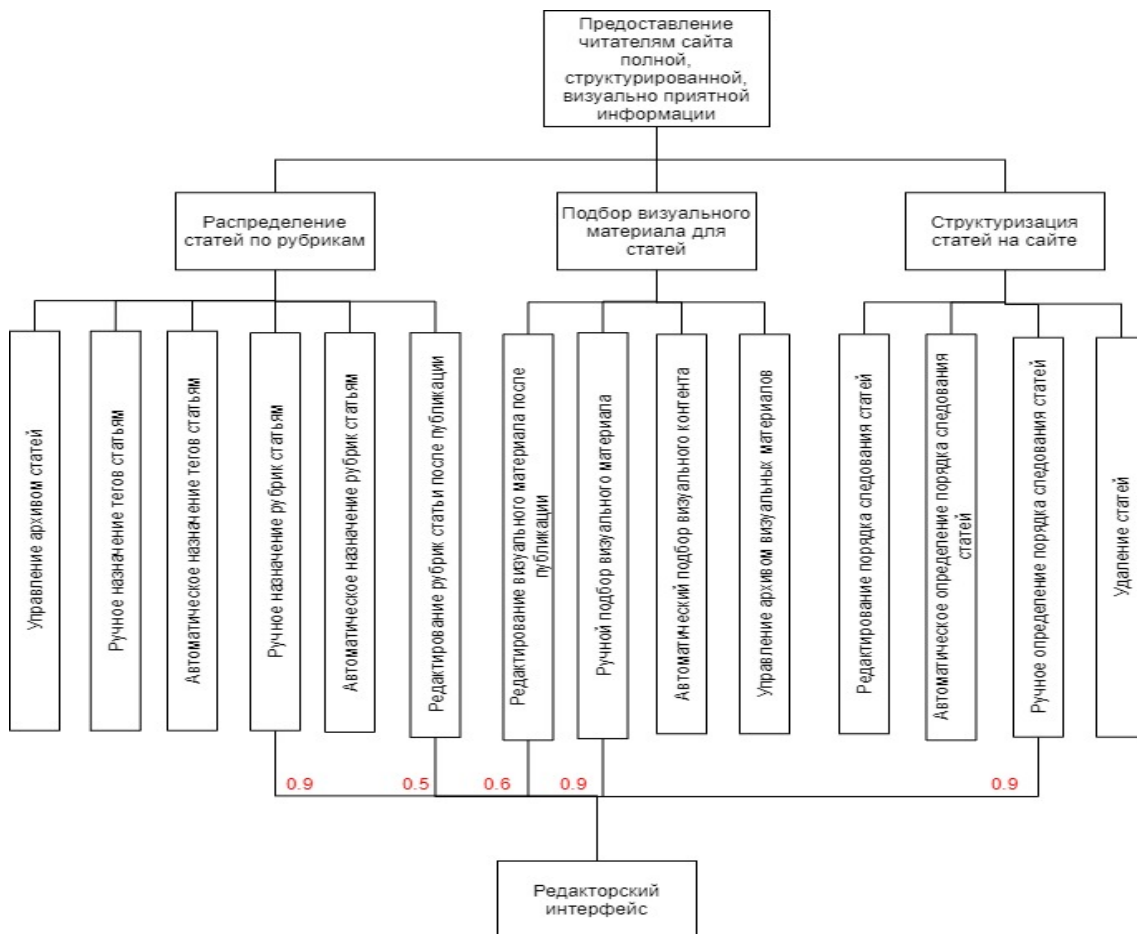 Предоставление
читателям сайта
полной,
структурированной,
визуально приятной
информации
Распределение
статей по рубрикам
Подбор визуального
материала для
статей
Структуризация
статей на сайте
Управление архивом статей
Ручное назначение тегов статьям
Автоматическое назначение тегов статьям
Ручное назначение рубрик статьям
Автоматическое назначение рубрик статьям
Редактирование рубрик статьи после публикации
Редактирование визуального материала после
публикации
Ручной подбор визуального материала
Автоматический подбор визуального контента
Управление архивом визуальных материалов
Редактирование порядка следования статей
Автоматическое определение порядка следования
статей
Ручное определение порядка следования статей
Удаление статей
0.9
0.5
0.6
0.9
0.9
Редакторский
интерфейс